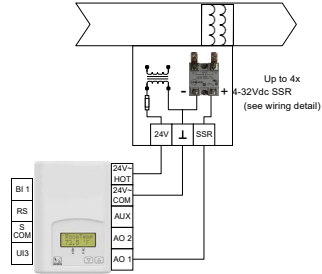 Up to 4x
- + 4-32Vdc SSR
(see wiring detail)
24V ⊥ SSR
24V~
HOT
24V~
COM
AUX
AO 2
AO 1
BI 1
RS
S
COM
UI3